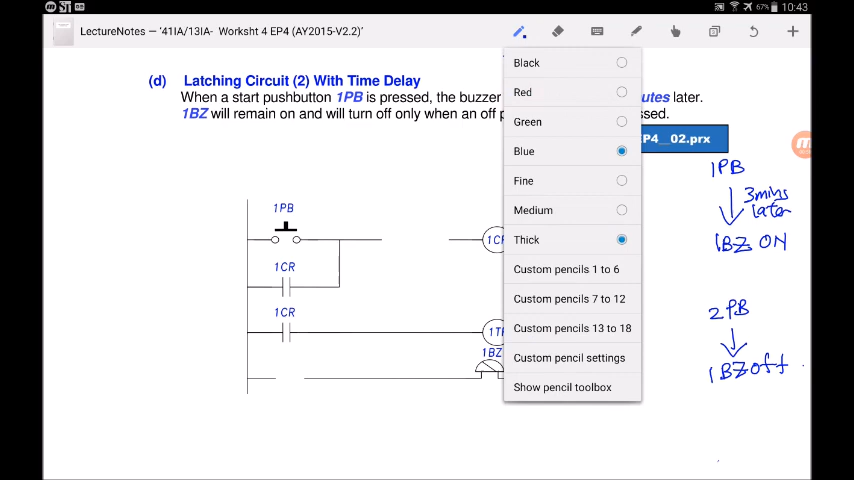 67% 10:43
LectureNotes — '41IA/13IA- Worksht 4 EP4 (AY2015-V2.2)'
(d) Latching Circuit (2) With Time Delay
When a start pushbutton 1PB is pressed, the buzzer utes later.
1BZ will remain on and will turn off only when an off p ssed.
EP4__02.prx
Black
Red
Green
Blue
Fine
Medium
Thick
Custom pencils 1 to 6
Custom pencils 7 to 12
Custom pencils 13 to 18
Custom pencil settings
Show pencil toolbox
1PB
1CR
1CR
1CR
1BZ
1PB
3mins
later
1BZ ON
2PB
1BZ off